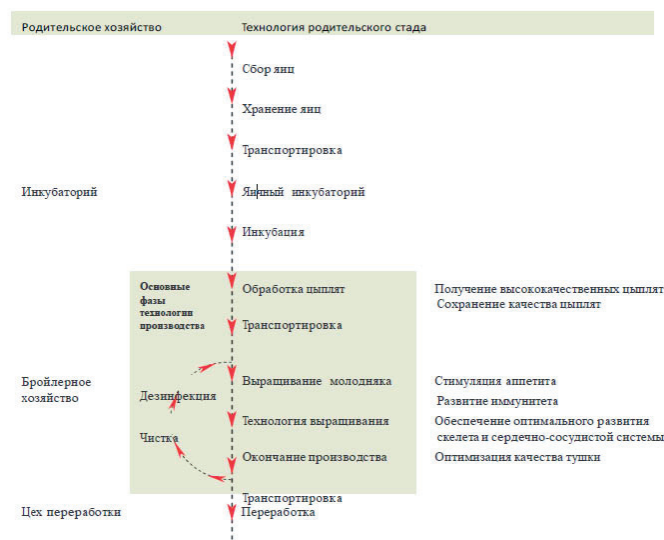 Родительское хозяйство Технология родительского стада
Сбор яиц
Хранение яиц
Транспортировка
Инкубаторий Яичный инкубаторий
Инкубация
Основные
фазы
технологии
производства
Обработка цыплят Получение высококачественных цыплят
Сохранение качества цыплят
Транспортировка
Бройлерное
хозяйство
Выращивание молодняка Стимуляция аппетита
Дезинфекция Развитие иммунитета
Технология выращивания Обеспечение оптимального развития
Чистка скелета и сердечно-сосудистой системы
Окончание производства Оптимизация качества тушки
Транспортировка
Цех переработки Переработка